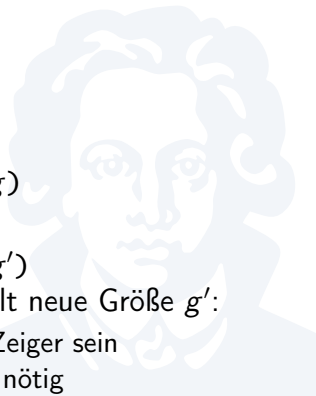 g)
g′)
lt neue Größe g′:
Zeiger sein
nötig